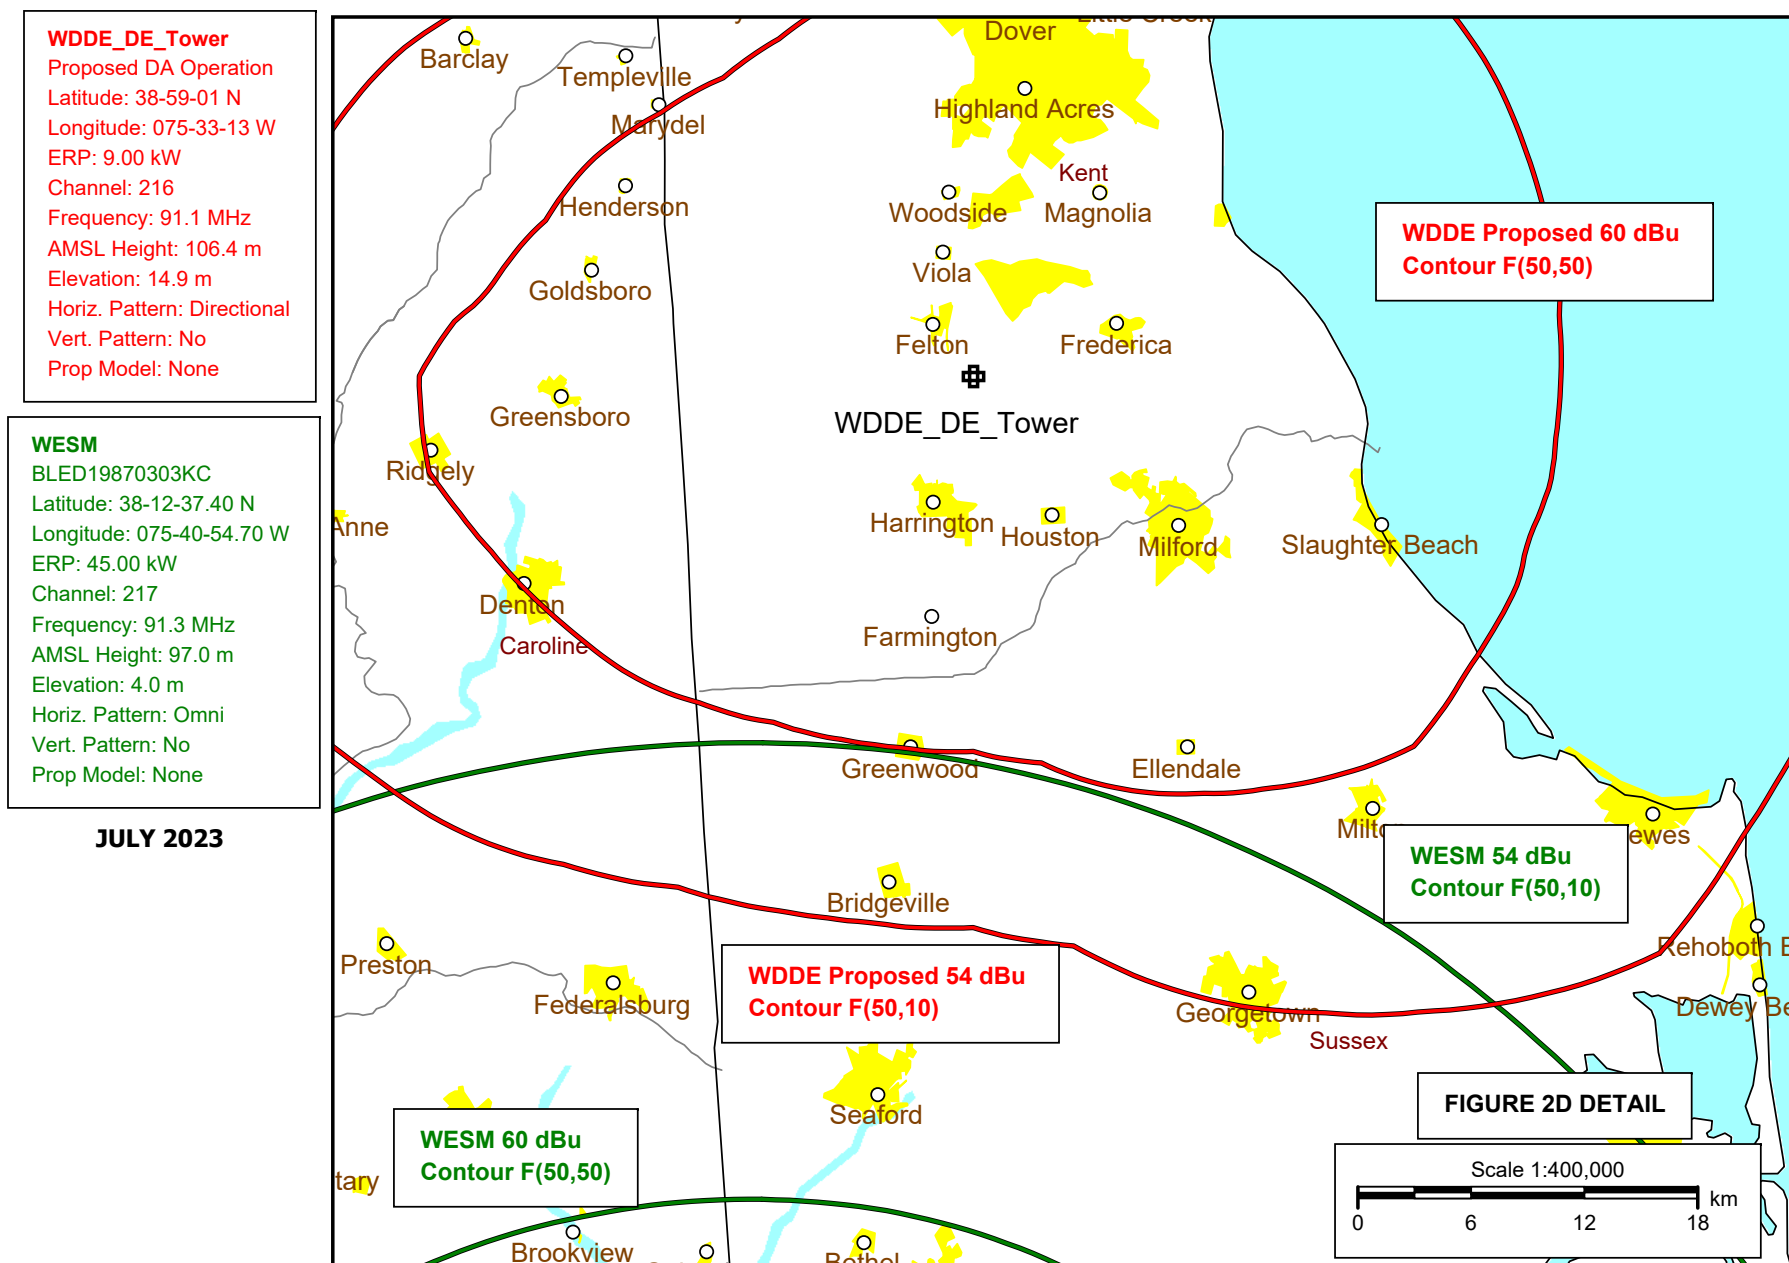 WDDE_DE_Tower
Proposed DA Operation
Latitude: 38-59-01 N
Longitude: 075-33-13 W
ERP: 9.00 kW
Channel: 216
Frequency: 91.1 MHz
AMSL Height: 106.4 m
Elevation: 14.9 m
Horiz. Pattern: Directional
Vert. Pattern: No
Prop Model: None
WESM
BLED19870303KC
Latitude: 38-12-37.40 N
Longitude: 075-40-54.70 W
ERP: 45.00 kW
Channel: 217
Frequency: 91.3 MHz
AMSL Height: 97.0 m
Elevation: 4.0 m
Horiz. Pattern: Omni
Vert. Pattern: No
Prop Model: None
JULY 2023
Dover
Barclay
Templeville
Highland Acres
Marydel
Kent
Henderson
Woodside
Magnolia
WDDE Proposed 60 dBu
Contour F(50,50)
Viola
Goldsboro
Felton
Frederica
Greensboro
WDDE_DE_Tower
Ridgely
Anne
Harrington
Houston
Milford
Slaughter Beach
Denton
Caroline
Farmington
Greenwood
Ellendale
Milto
ewes
WESM 54 dBu
Contour F(50,10)
Bridgeville
Preston
Rehoboth B
WDDE Proposed 54 dBu
Contour F(50,10)
Federalsburg
Georgetown
Dewey Be
Sussex
Seaford
FIGURE 2D DETAIL
WESM 60 dBu
Contour F(50,50)
tary
Scale 1:400,000
km
0 6 12 18
Brookview
Bethel